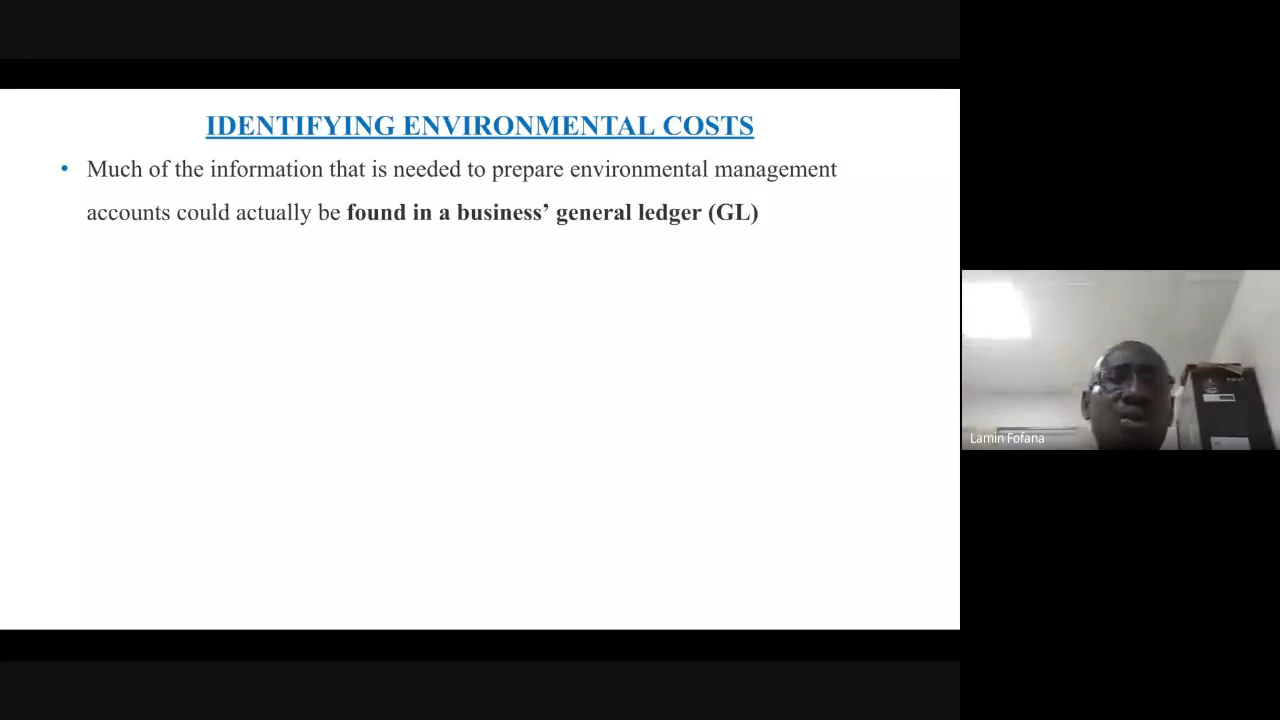 IDENTIFYING ENVIRONMENTAL COSTS
• Much of the information that is needed to prepare environmental management
accounts could actually be found in a business’ general ledger (GL)
Lamin Fofana